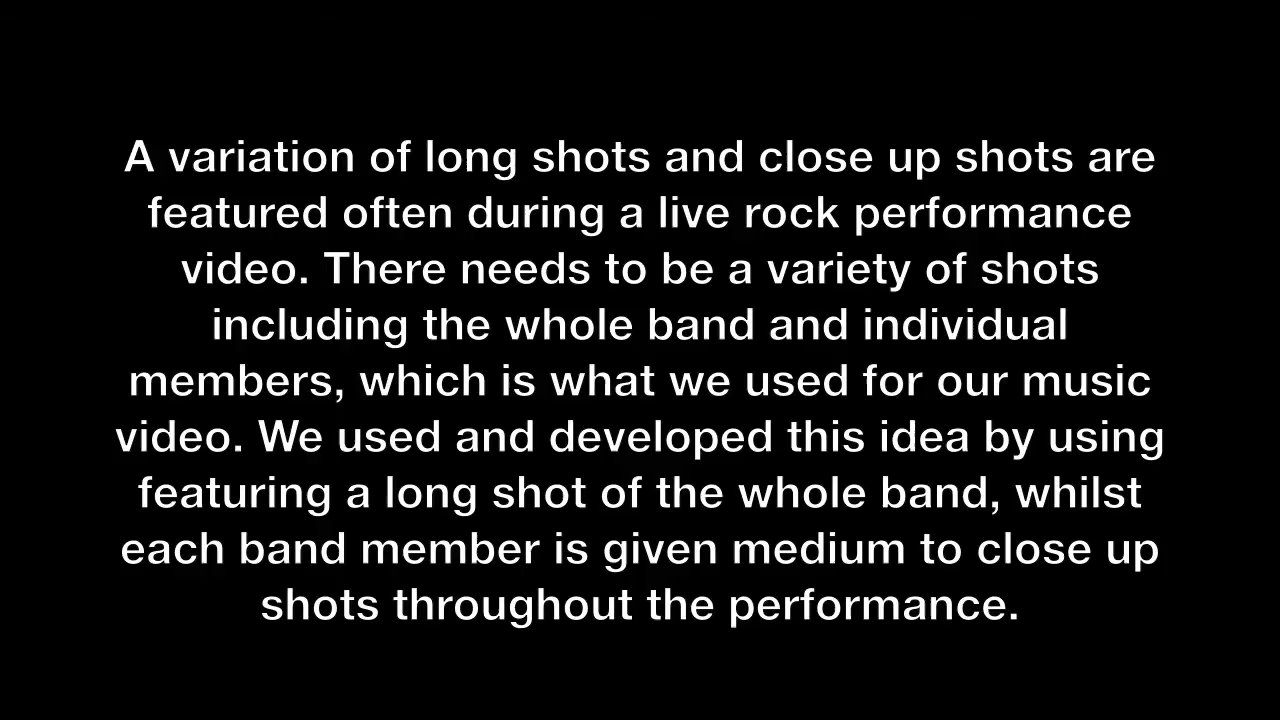 A variation of long shots and close up shots are
featured often during a live rock performance
video. There needs to be a variety of shots
including the whole band and individual
members, which is what we used for our music
video. We used and developed this idea by using
featuring a long shot of the whole band, whilst
each band member is given medium to close up
shots throughout the performance.